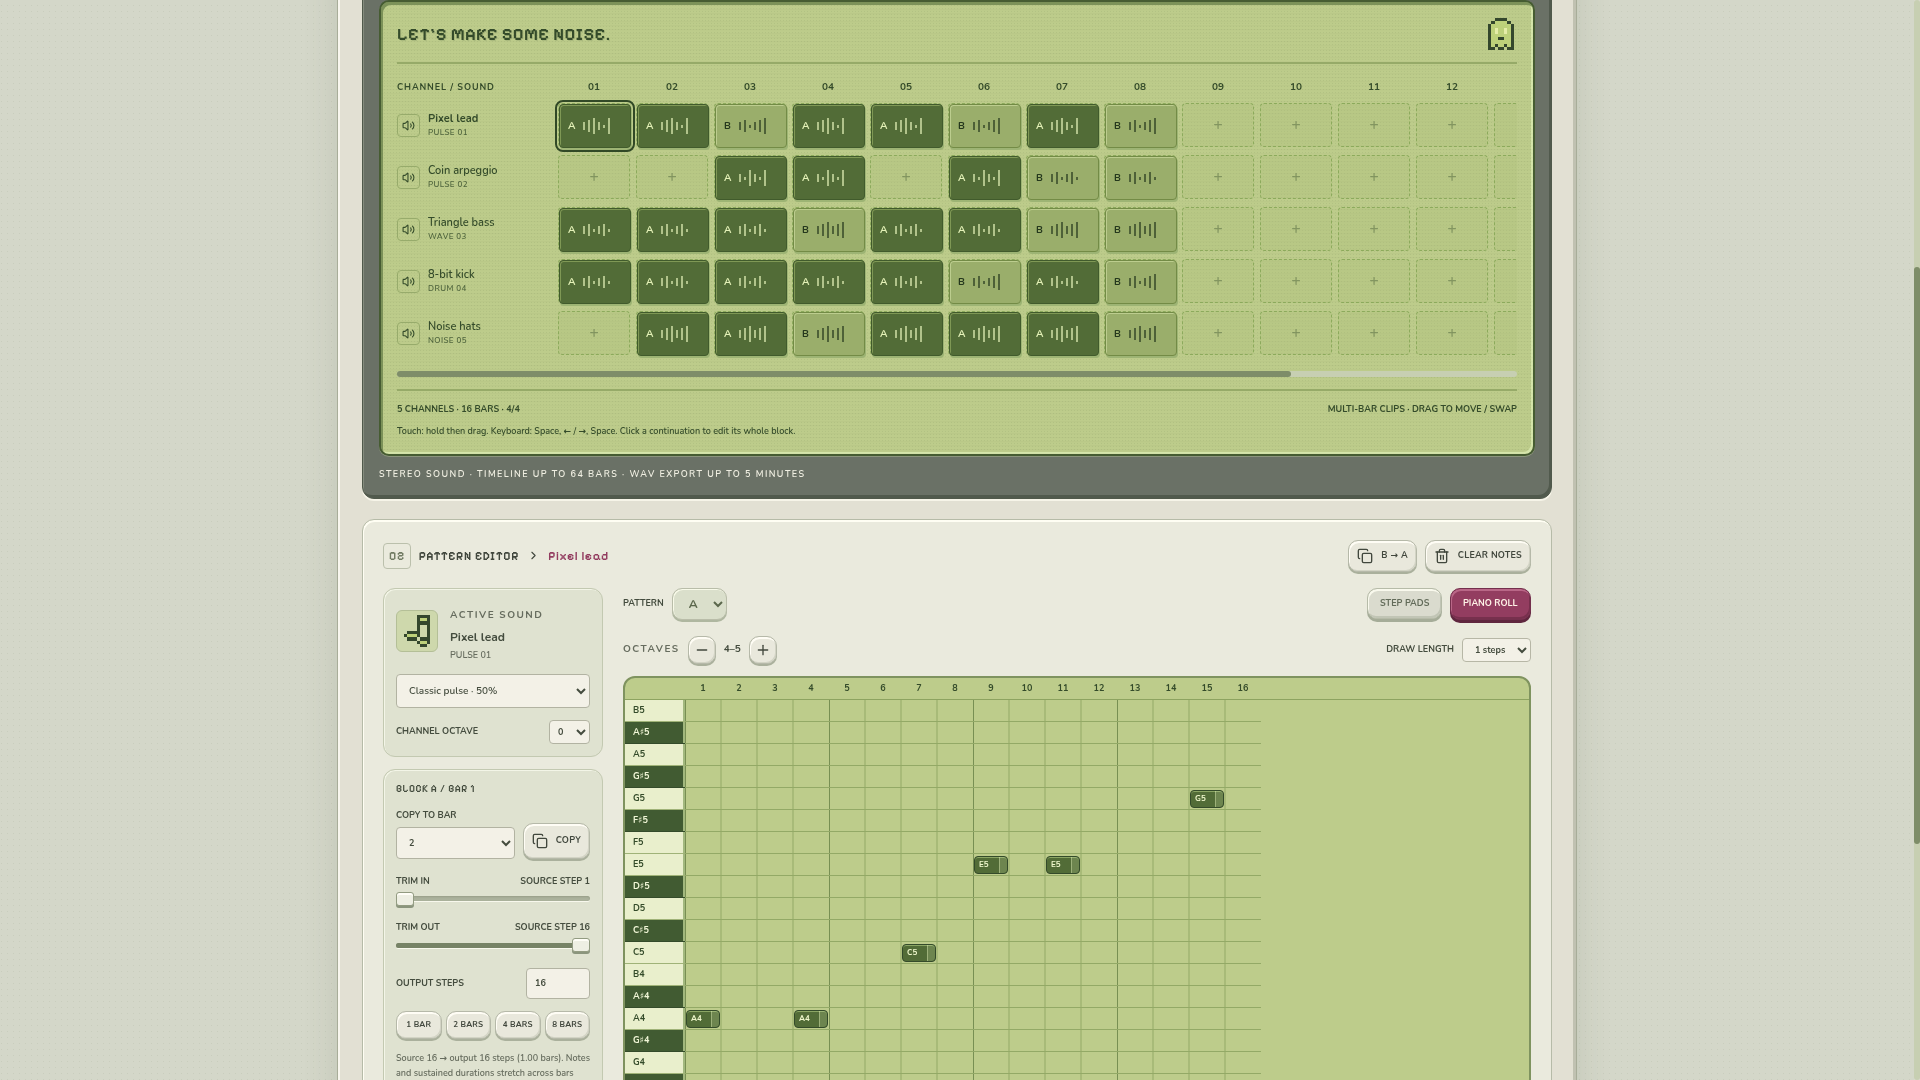 LET'S MAKE SOME NOISE.
CHANNEL / SOUND 01 02 03 04 05 06 07 08 09 10 11 12
Pixel lead
PULSE 01
A A B A A B A B + + + +
Coin arpeggio
PULSE 02
+ + A A + A B B + + + +
Triangle bass
WAVE 03
A A A B A A B B + + + +
8-bit kick
DRUM 04
A A A A A B A B + + + +
Noise hats
NOISE 05
+ A A B A A A B + + + +
5 CHANNELS · 16 BARS · 4/4 MULTI-BAR CLIPS · DRAG TO MOVE / SWAP
Touch: hold then drag. Keyboard: Space, ← / →, Space. Click a continuation to edit its whole block.
STEREO SOUND · TIMELINE UP TO 64 BARS · WAV EXPORT UP TO 5 MINUTES
02 PATTERN EDITOR > Pixel lead B → A CLEAR NOTES
ACTIVE SOUND
Pixel lead
PULSE 01
Classic pulse · 50%
CHANNEL OCTAVE 0
BLOCK A / BAR 1
COPY TO BAR
2 COPY
TRIM IN SOURCE STEP 1
TRIM OUT SOURCE STEP 16
OUTPUT STEPS 16
1 BAR 2 BARS 4 BARS 8 BARS
Source 16 → output 16 steps (1.00 bars). Notes
and sustained durations stretch across bars
PATTERN A STEP PADS PIANO ROLL
OCTAVES − 4–5 + DRAW LENGTH 1 steps
1 2 3 4 5 6 7 8 9 10 11 12 13 14 15 16
B5
A♯5
A5
G♯5
G5 G5
F♯5
F5
E5 E5 E5
D♯5
D5
C♯5
C5 C5
B4
A♯4
A4 A4 A4
G♯4
G4